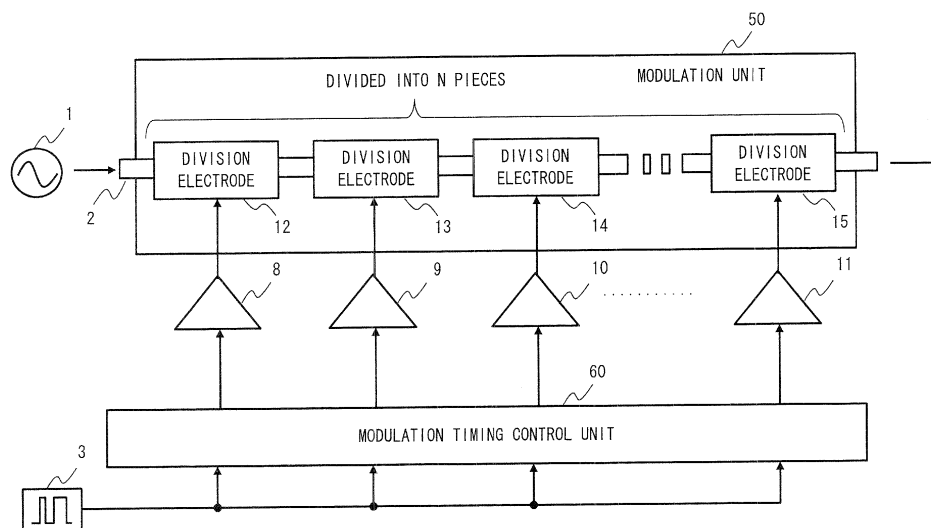 50
DIVIDED INTO N PIECES
MODULATION UNIT
1
DIVISION
ELECTRODE
DIVISION
ELECTRODE
DIVISION
ELECTRODE
DIVISION
ELECTRODE
2
12
13
14
15
8
9
10
11
60
MODULATION TIMING CONTROL UNIT
3